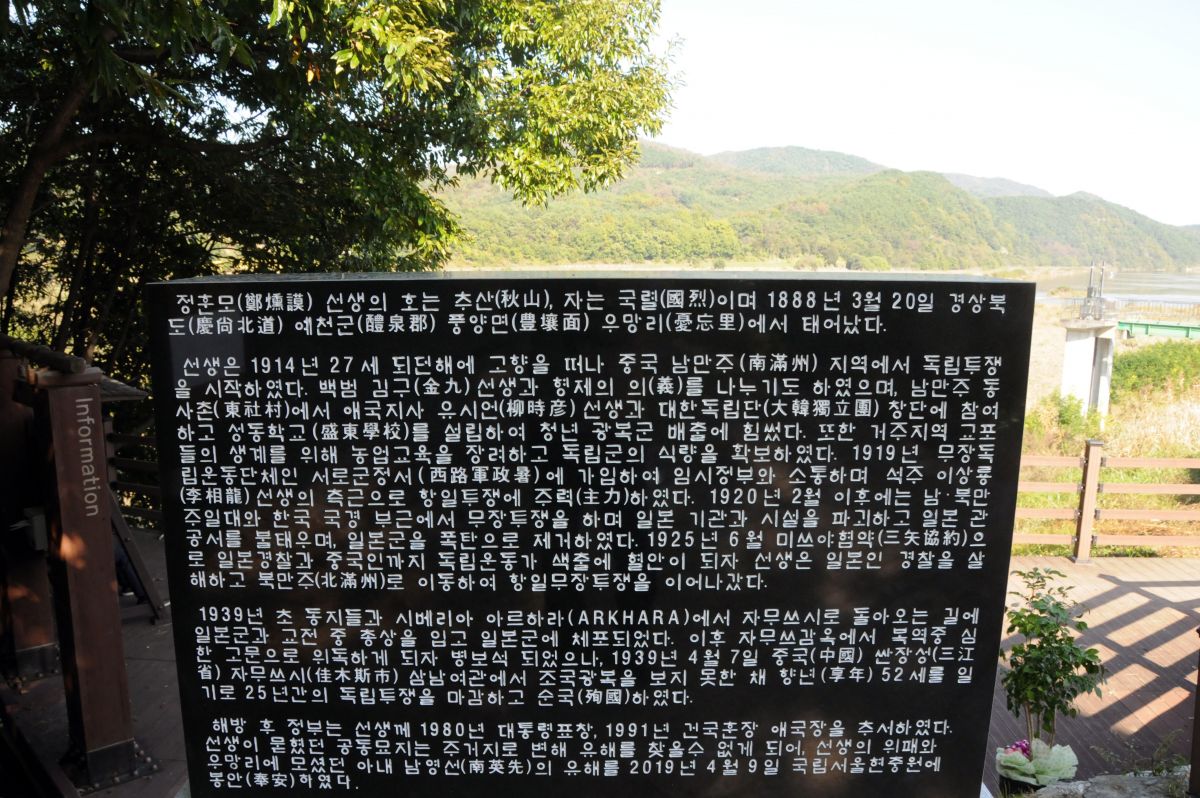 정훈모(鄭燻謨) 선생의 호는 추산(秋山), 자는 국렬(國烈)이며 1888년 3월 20일 경상북
도(慶尙北道) 예천군(醴泉郡) 풍양면(豊壤面) 우망리(憂忘里)에서 태어났다.
선생은 1914년 27세 되던해에 고향을 떠나 중국 남만주(南滿州) 지역에서 독립투쟁
을 시작하였다. 백범 김구(金九) 선생과 형제의 의(義)를 나누기도 하였으며, 남만주 동
사촌(東社村)에서 애국지사 유시언(柳時彦) 선생과 대한독립단(大韓獨立團) 창단에 참여
하고 성동학교(盛東學校)를 설립하여 청년 광복군 배출에 힘썼다. 또한 거주지역 교포
들의 생계를 위해 농업교육을 장려하고 독립군의 식량을 확보하였다. 1919년 무장독
립운동단체인 서로군정서(西路軍政暑)에 가입하여 임시정부와 소통하며 석주 이상룡
(李相龍) 선생의 측근으로 항일투쟁에 주력(主力)하였다. 1920년 2월 이후에는 남·북만
주일대와 한국 국경 부근에서 무장투쟁을 하며 일본 기관과 시설을 파괴하고 일본 관
공서를 불태우며, 일본군을 폭탄으로 제거하였다. 1925년 6월 미쓰야협약(三矢協約)으
로 일본경찰과 중국인까지 독립운동가 색출에 혈안이 되자 선생은 일본인 경찰을 살
해하고 북만주(北滿州)로 이동하여 항일무장투쟁을 이어나갔다.
1939년 초 동지들과 시베리아 아르하라(ARKHARA)에서 자무쓰시로 돌아오는 길에
일본군과 교전 중 총상을 입고 일본군에 체포되었다. 이후 자무쓰감옥에서 복역중 심
한 고문으로 위독하게 되자 병보석 되었으나, 1939년 4월 7일 중국(中國) 싼장성(三江
省) 자무쓰시(佳木斯市) 삼남여관에서 조국광복을 보지 못한 채 향년(享年) 52세를 일
기로 25년간의 독립투쟁을 마감하고 순국(殉國)하였다.
해방 후 정부는 선생께 1980년 대통령표창, 1991년 건국훈장 애국장을 추서하였다.
선생이 묻혔던 공동묘지는 주거지로 변해 유해를 찾을수 없게 되어, 선생의 위패와
우망리에 모셨던 아내 남영선(南英先)의 유해를 2019년 4월 9일 국립서울현충원에
봉안(奉安)하였다.
Information